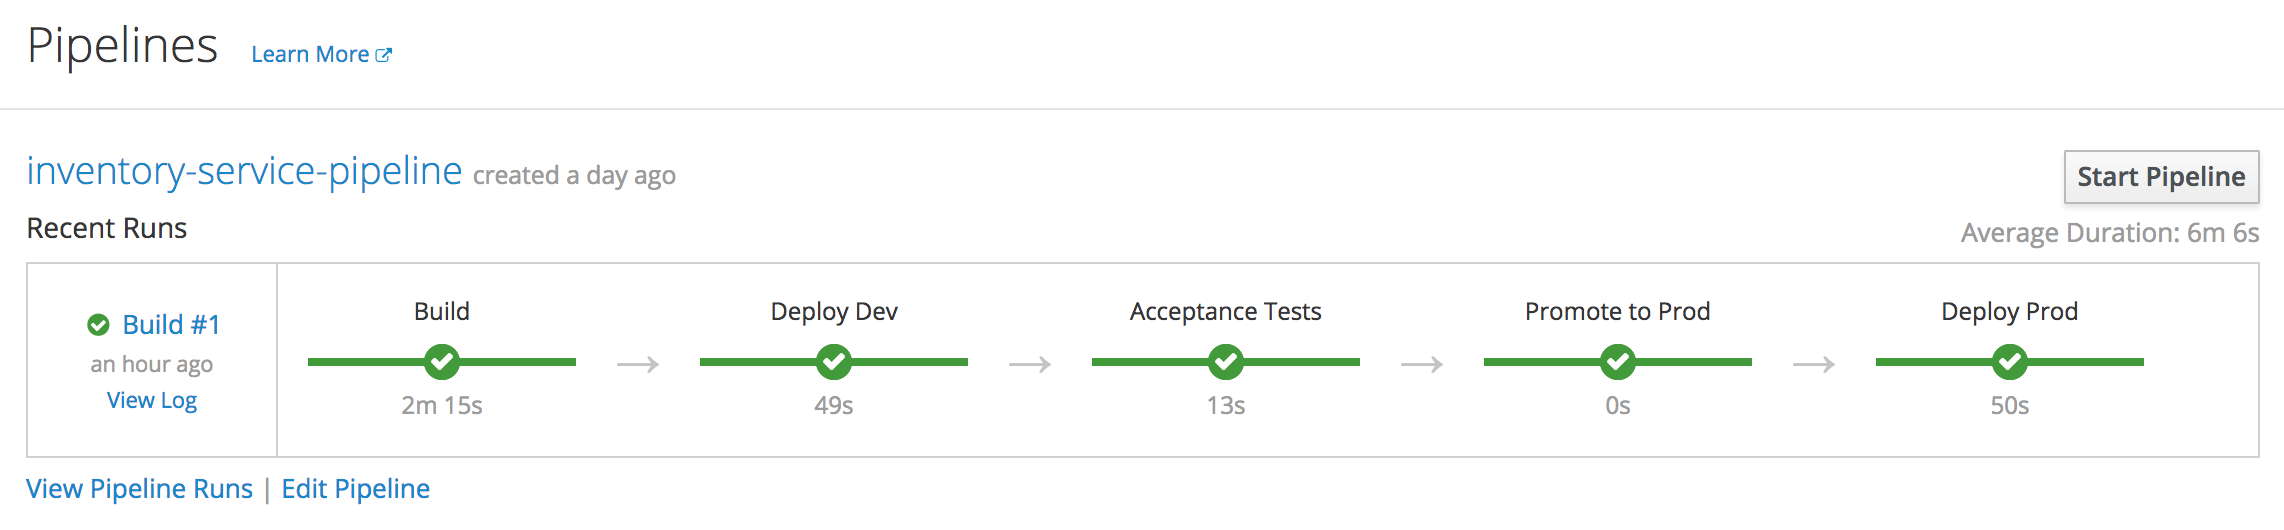 Pipelines Learn More
inventory-service-pipeline created a day ago
Start Pipeline
Recent Runs
Average Duration: 6m 6s
Build #1
an hour ago
View Log
Build
2m 15s
Deploy Dev
49s
Acceptance Tests
13s
Promote to Prod
0s
Deploy Prod
50s
View Pipeline Runs | Edit Pipeline